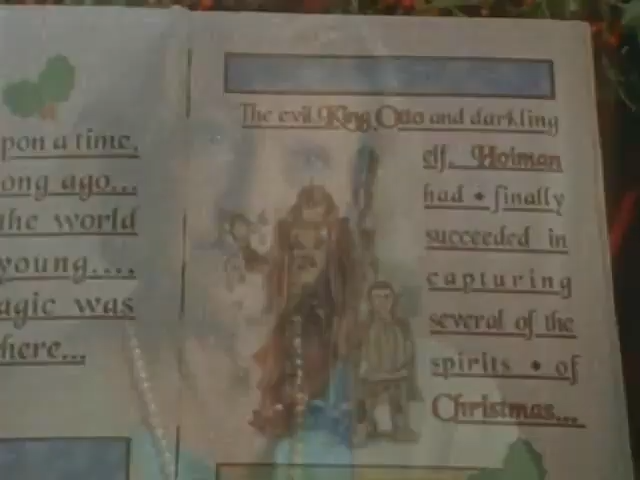 pon a time,
ong ago...
the world
young....
agic was
here...
The evil King Otto and darkling
elf, Holman
had • finally
succeeded in
capturing
several of the
spirits • of
Christmas...